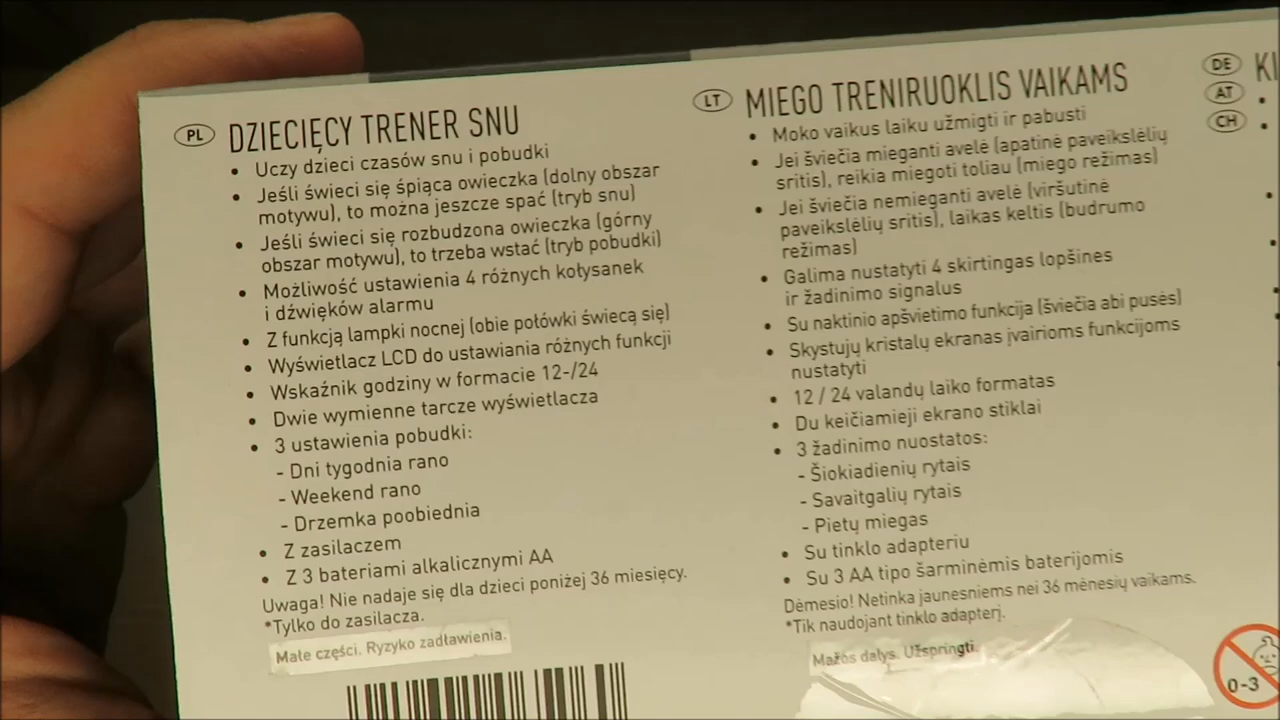 PL
DZIECIĘCY TRENER SNU
• Uczy dzieci czasów snu i pobudki
• Jeśli świeci się śpiąca owieczka (dolny obszar
motywu), to można jeszcze spać (tryb snu)
• Jeśli świeci się rozbudzona owieczka (górny
obszar motywu), to trzeba wstać (tryb pobudki)
• Możliwość ustawienia 4 różnych kołysanek
i dźwięków alarmu
• Z funkcją lampki nocnej (obie połówki świecą się)
• Wyświetlacz LCD do ustawiania różnych funkcji
• Wskaźnik godziny w formacie 12-/24
• Dwie wymienne tarcze wyświetlacza
• 3 ustawienia pobudki:
- Dni tygodnia rano
- Weekend rano
- Drzemka poobiednia
• Z zasilaczem
• Z 3 bateriami alkalicznymi AA
Uwaga! Nie nadaje się dla dzieci poniżej 36 miesięcy.
*Tylko do zasilacza.
Małe części. Ryzyko zadławienia.
LT
MIEGO TRENIRUOKLIS VAIKAMS
• Moko vaikus laiku užmigti ir pabusti
• Jei šviečia mieganti avelė (apatinė paveikslėlių
sritis), reikia miegoti toliau (miego režimas)
• Jei šviečia nemieganti avelė (viršutinė
paveikslėlių sritis), laikas keltis (budrumo
režimas)
• Galima nustatyti 4 skirtingas lopšines
ir žadinimo signalus
• Su naktinio apšvietimo funkcija (šviečia abi pusės)
• Skystųjų kristalų ekranas įvairioms funkcijoms
nustatyti
• 12 / 24 valandų laiko formatas
• Du keičiamieji ekrano stiklai
• 3 žadinimo nuostatos:
- Šiokiadienių rytais
- Savaitgalių rytais
- Pietų miegas
• Su tinklo adapteriu
• Su 3 AA tipo šarminėmis baterijomis
Dėmesio! Netinka jaunesniems nei 36 mėnesių vaikams.
*Tik naudojant tinklo adapterį.
Mažos dalys. Užspringti.
0-3
DE
AT
CH
KI